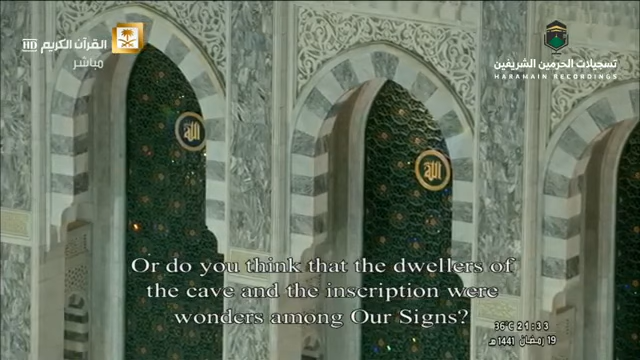 HD القرآن الكريم
مباشر
تسجيلات الحرمين الشريفين
HARAMAIN RECORDINGS
الله
الله
Or do you think that the dwellers of
the cave and the inscription were
wonders among Our Signs?
36°C 21:33
19 رمضان 1441 هـ